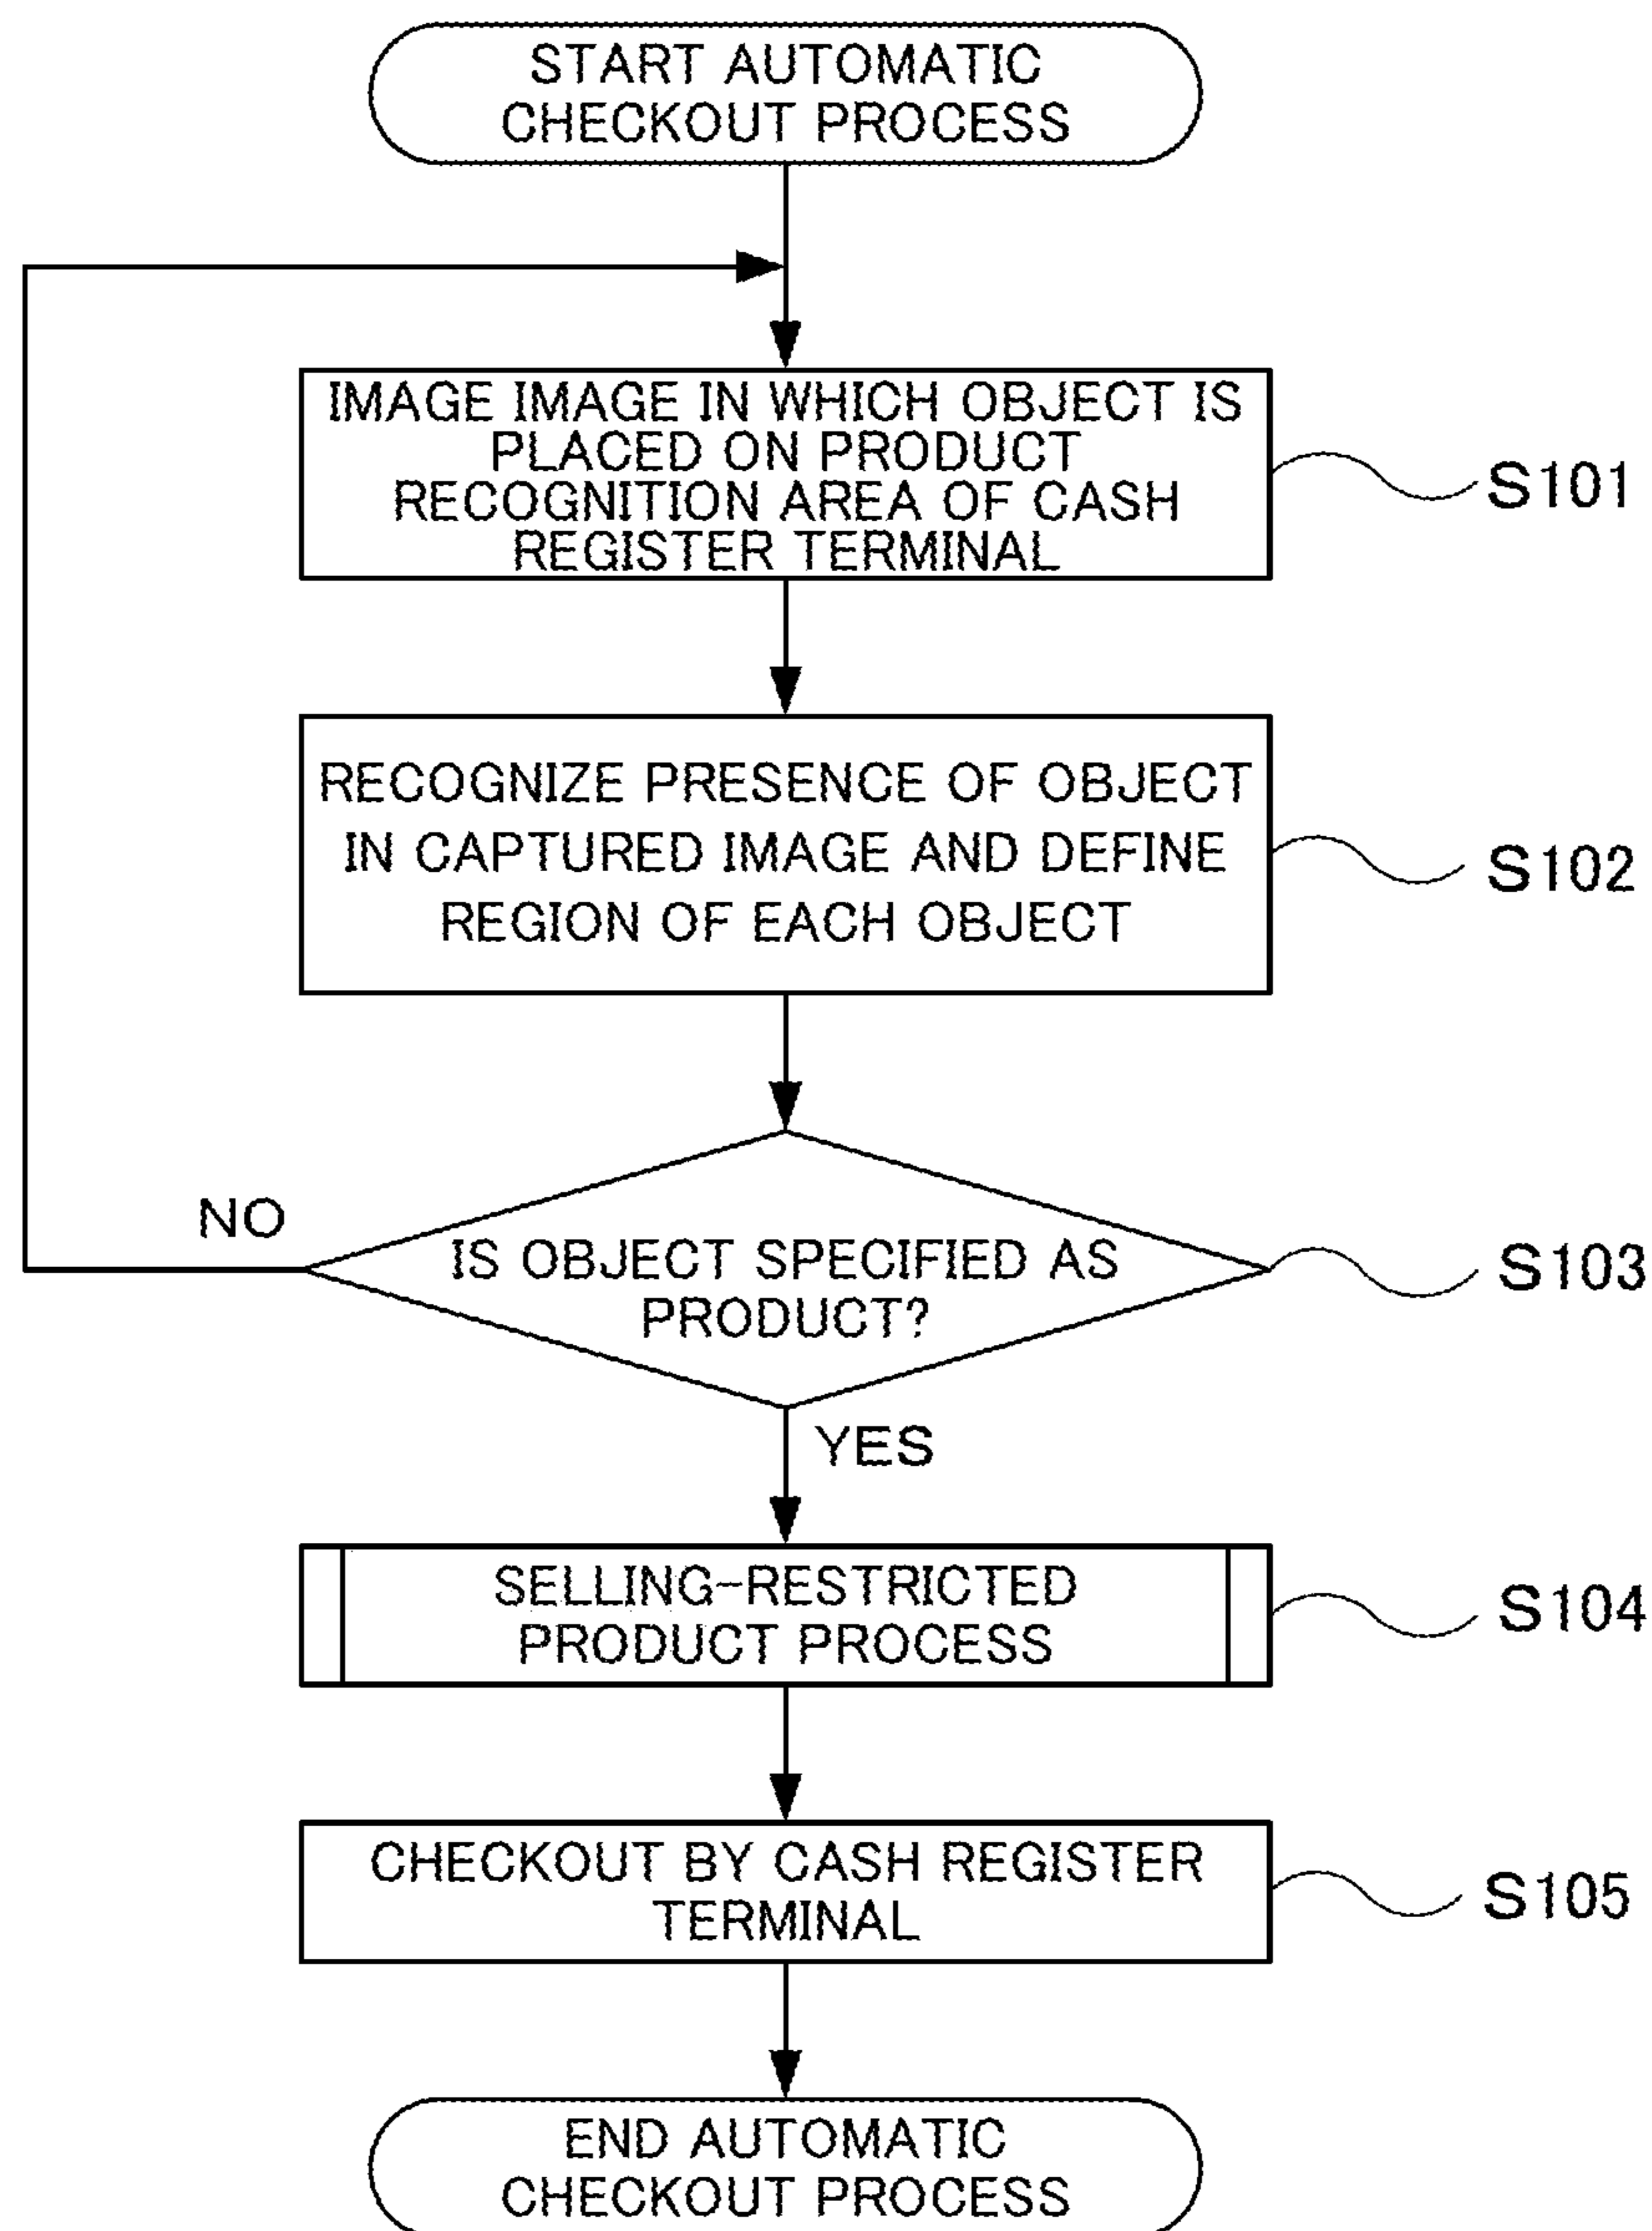 START AUTOMATIC
CHECKOUT PROCESS
IMAGE IMAGE IN WHICH OBJECT IS
PLACED ON PRODUCT
RECOGNITION AREA OF CASH
REGISTER TERMINAL
S101
RECOGNIZE PRESENCE OF OBJECT
IN CAPTURED IMAGE AND DEFINE
REGION OF EACH OBJECT
S102
NO
IS OBJECT SPECIFIED AS
PRODUCT?
S103
YES
SELLING-RESTRICTED
PRODUCT PROCESS
S104
CHECKOUT BY CASH REGISTER
TERMINAL
S105
END AUTOMATIC
CHECKOUT PROCESS